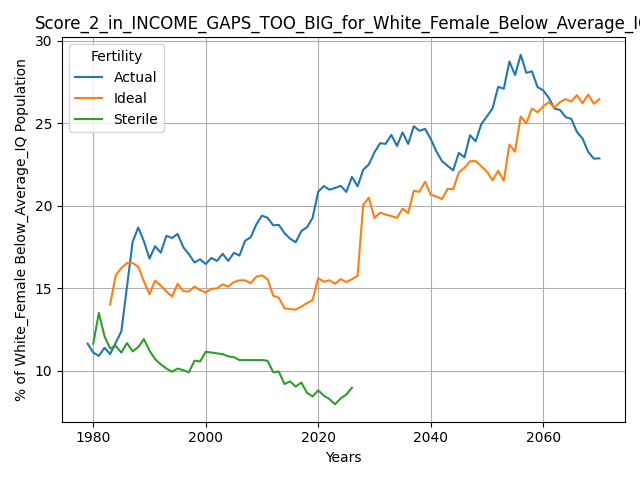 Score_2_in_INCOME_GAPS_TOO_BIG_for_White_Female_Below_Average_IQ
Fertility
Actual
Ideal
Sterile
% of White_Female Below_Average_IQ Population
30
25
20
15
10
1980
2000
2020
2040
2060
Years